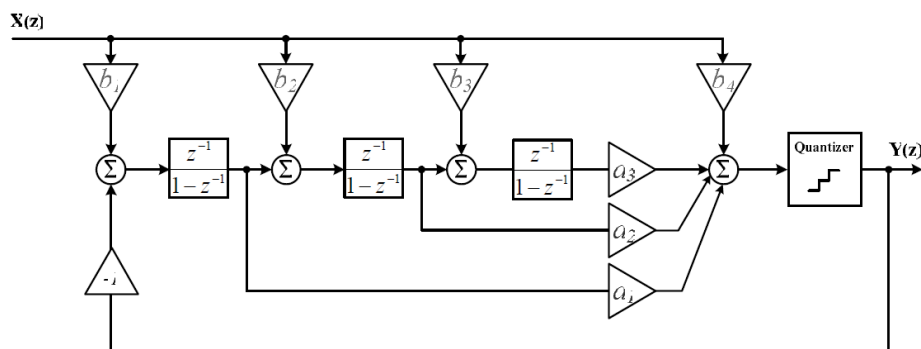 X(z)
b1 b2 b3 b4
Quantizer
Y(z)
Σ z⁻¹ Σ z⁻¹ Σ z⁻¹ a3 Σ
1 − z⁻¹ 1 − z⁻¹ 1 − z⁻¹
a2
-1 a1